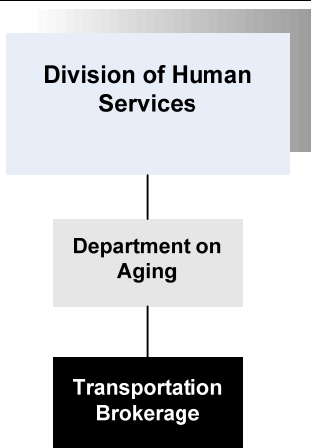 Division of Human
Services
Department on
Aging
Transportation
Brokerage